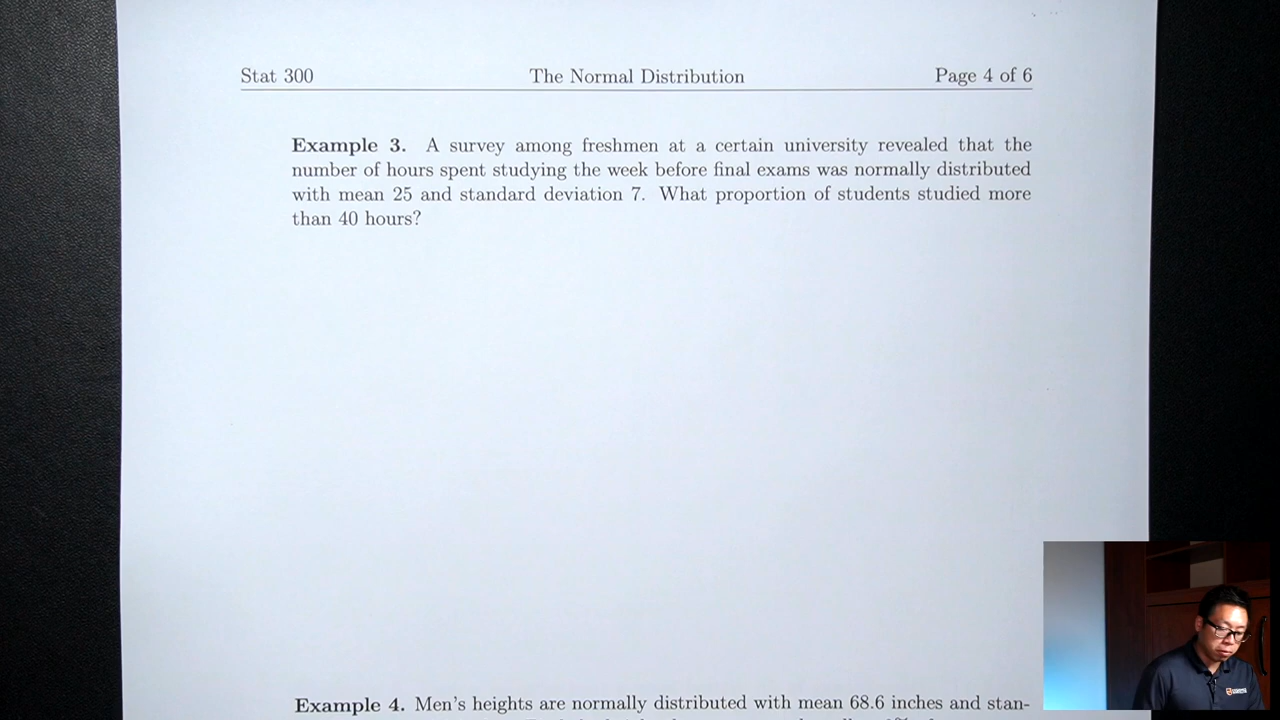 Stat 300 The Normal Distribution Page 4 of 6
Example 3. A survey among freshmen at a certain university revealed that the
number of hours spent studying the week before final exams was normally distributed
with mean 25 and standard deviation 7. What proportion of students studied more
than 40 hours?
Example 4. Men's heights are normally distributed with mean 68.6 inches and stan-